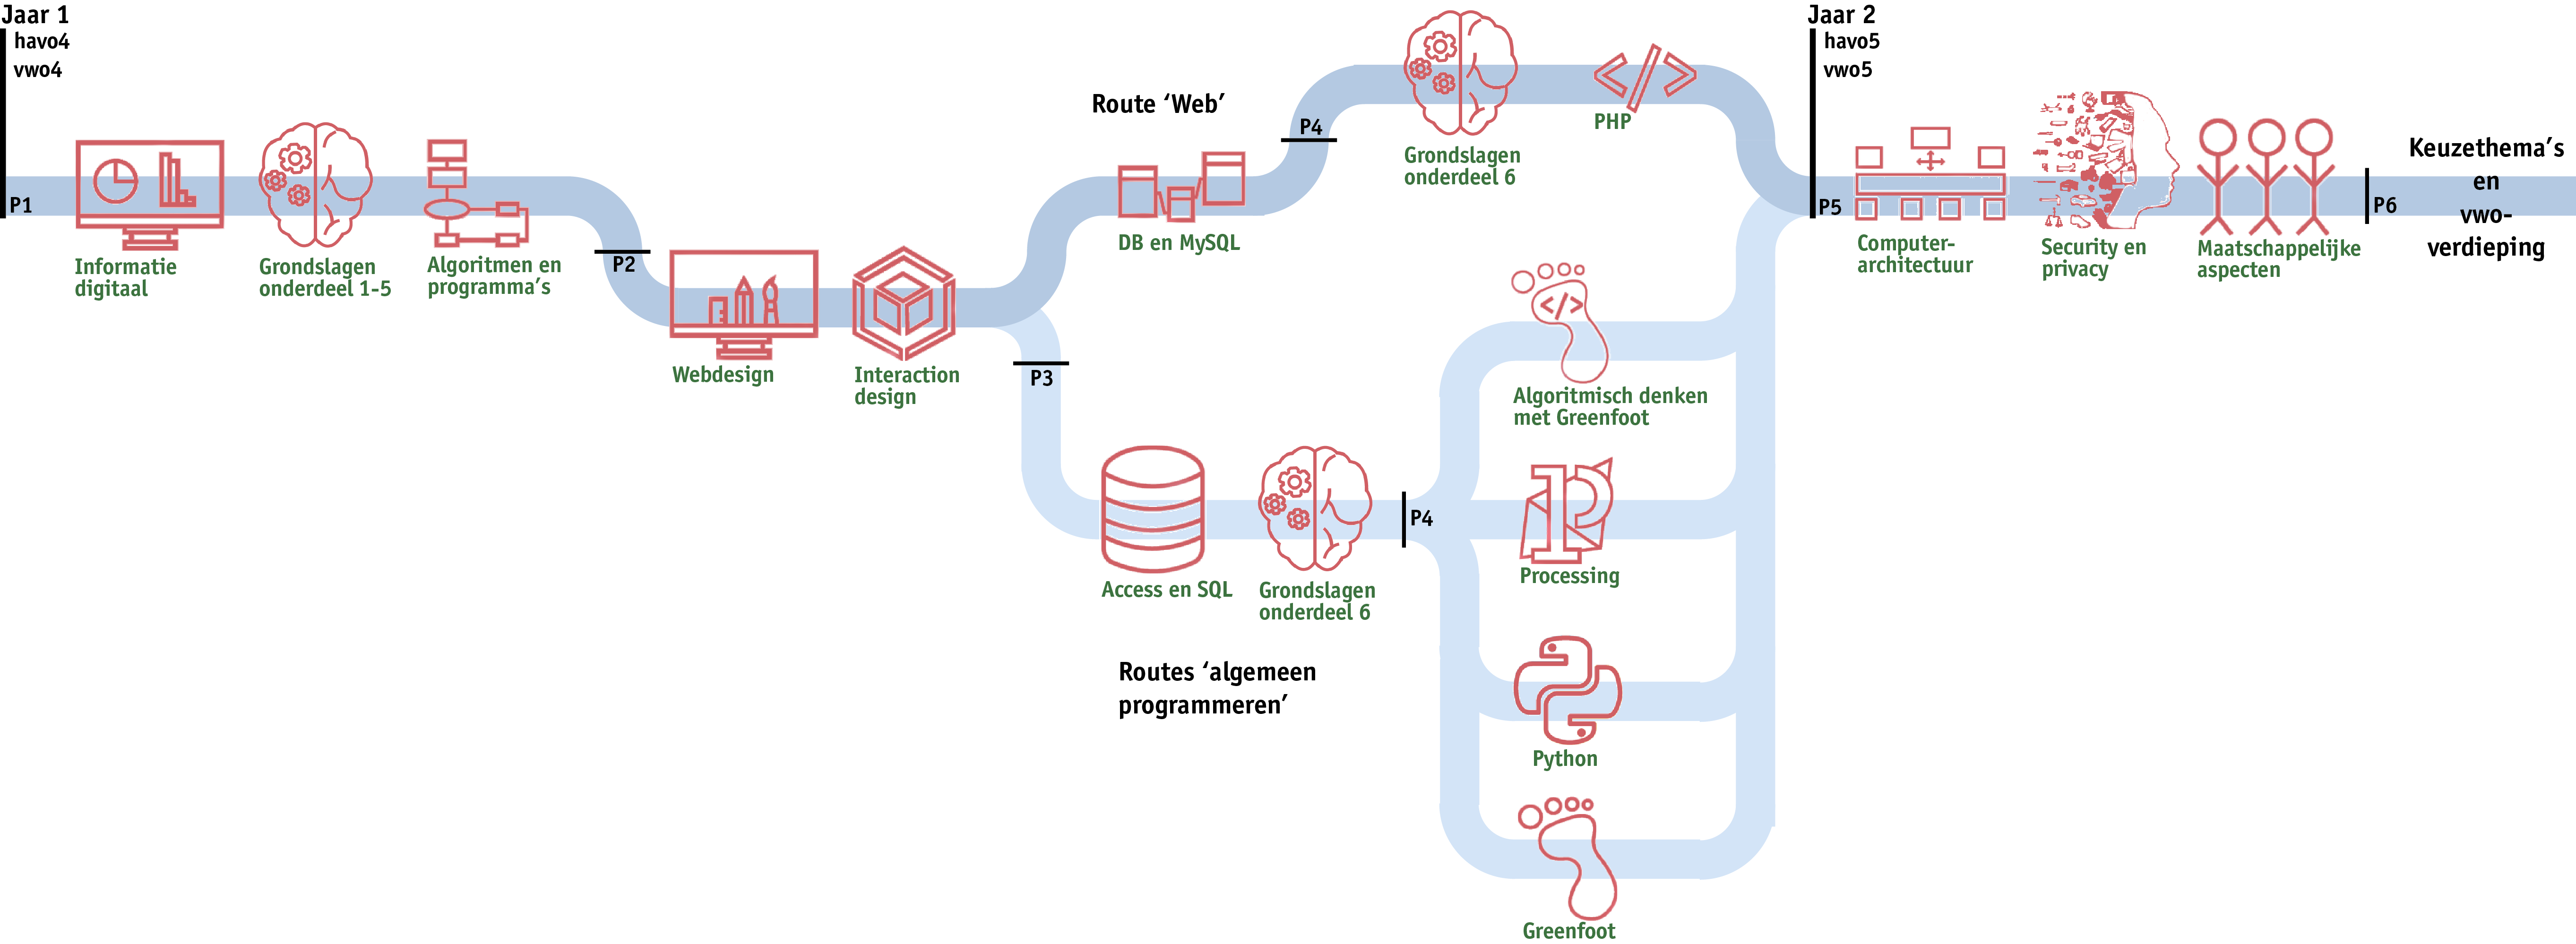 Jaar 1
havo4
vwo4
P1
Informatie
digitaal
Grondslagen
onderdeel 1-5
Algoritmen en
programma’s
P2
Webdesign
Interaction
design
Route ‘Web’
DB en MySQL
P4
Grondslagen
onderdeel 6
</>
PHP
P3
Access en SQL
Grondslagen
onderdeel 6
Routes ‘algemeen
programmeren’
P4
</>
Algoritmisch denken
met Greenfoot
Processing
Python
Greenfoot
Jaar 2
havo5
vwo5
P5
Computer-
architectuur
Security en
privacy
Maatschappelijke
aspecten
P6
Keuzethema’s
en
vwo-
verdieping